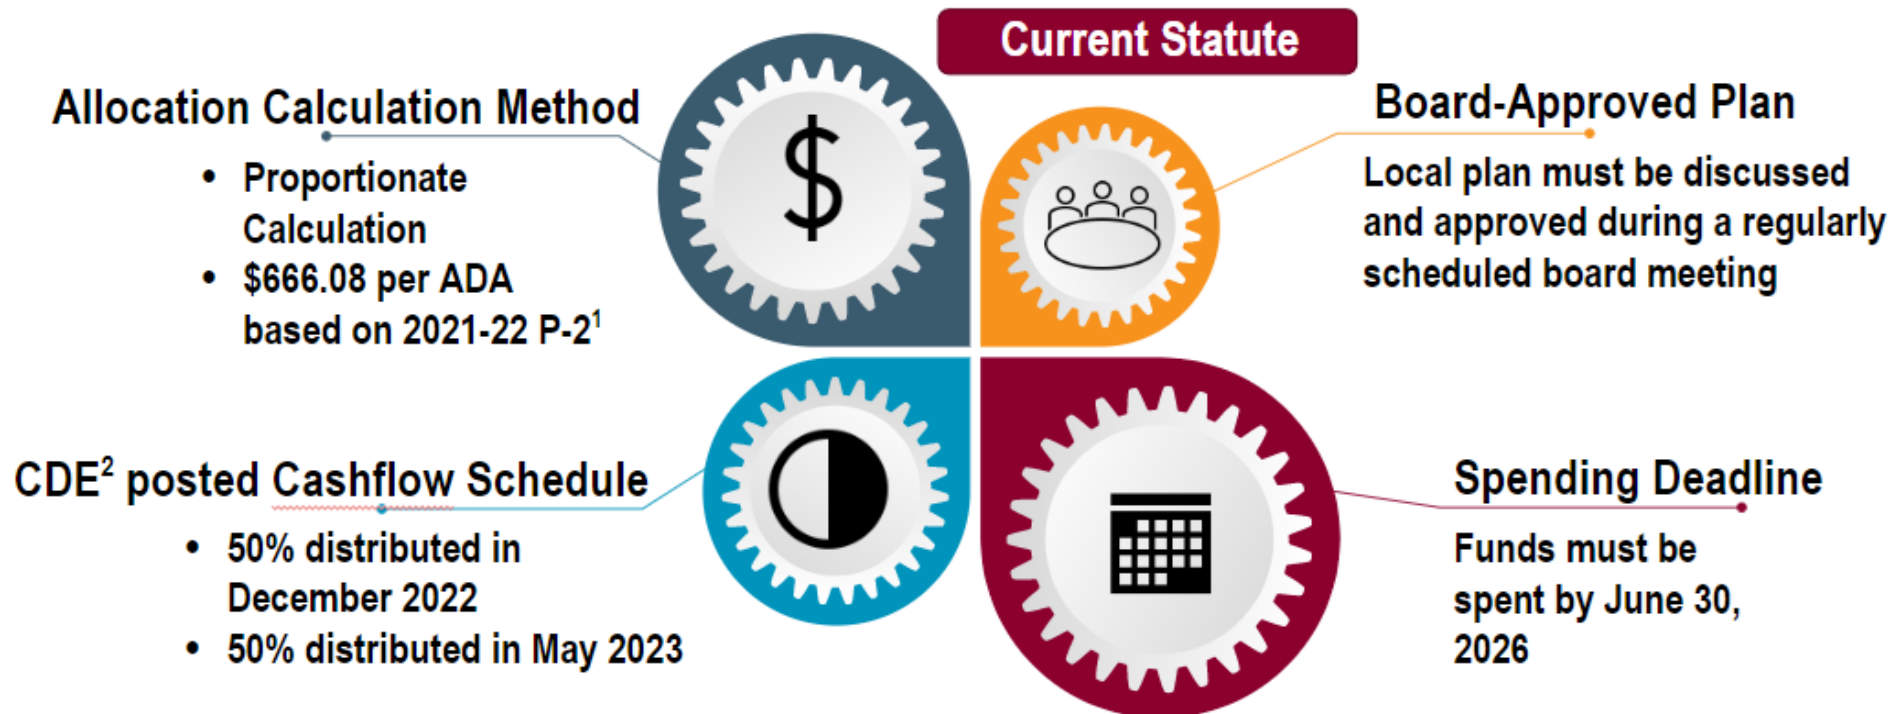 Current Statute
Allocation Calculation Method
• Proportionate
Calculation
• $666.08 per ADA
based on 2021-22 P-2¹
Board-Approved Plan
Local plan must be discussed
and approved during a regularly
scheduled board meeting
CDE² posted Cashflow Schedule
• 50% distributed in
December 2022
• 50% distributed in May 2023
Spending Deadline
Funds must be
spent by June 30,
2026